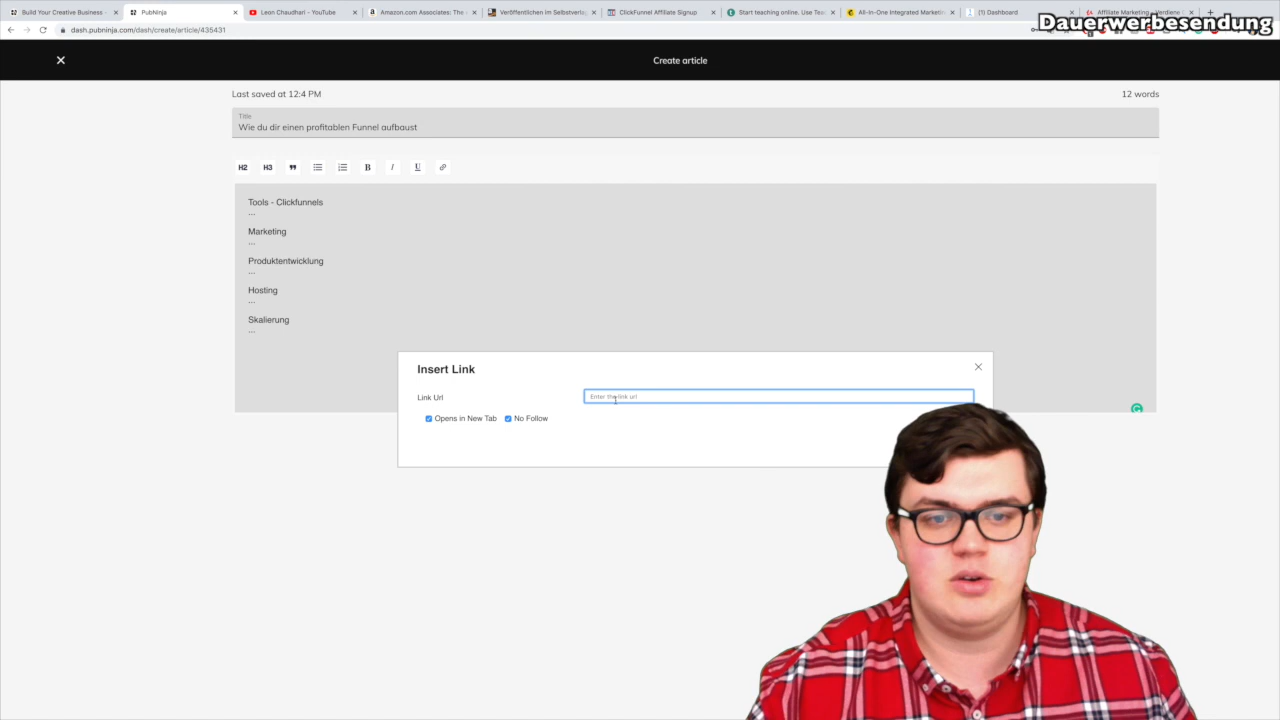 Build Your Creative Business
PubNinja
Leon Chaudhari - YouTube
Amazon.com Associates: The
Veröffentlichen im Selbstverla
ClickFunnel Affiliate Signup
Start teaching online. Use Tea
All-In-One Integrated Marketin
(1) Dashboard
Affiliate Marketing - Verdiene
Dauerwerbesendung
dash.pubninja.com/dash/create/article/435431
Create article
Last saved at 12:4 PM
12 words
Title
Wie du dir einen profitablen Funnel aufbaust
H2 H3 B I U
Tools - Clickfunnels
...
Marketing
...
Produktentwicklung
...
Hosting
...
Skalierung
...
Insert Link
Link Url
Enter the link url
Opens in New Tab No Follow